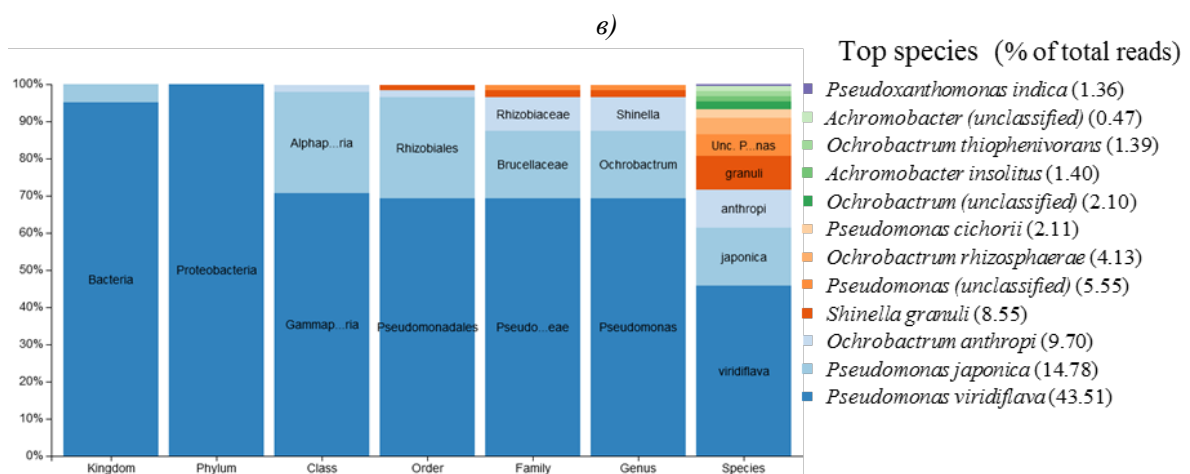 в)
Top species (% of total reads)
100%
90%
80%
70%
60%
50%
40%
30%
20%
10%
0%
Bacteria
Proteobacteria
Alphap...ria
Gammap...ria
Rhizobiales
Pseudomonadales
Rhizobiaceae
Brucellaceae
Pseudo...eae
Shinella
Ochrobactrum
Pseudomonas
Unc. P...nas
granuli
anthropi
japonica
viridiflava
Kingdom Phylum Class Order Family Genus Species
Pseudoxanthomonas indica (1.36)
Achromobacter (unclassified) (0.47)
Ochrobactrum thiophenivorans (1.39)
Achromobacter insolitus (1.40)
Ochrobactrum (unclassified) (2.10)
Pseudomonas cichorii (2.11)
Ochrobactrum rhizosphaerae (4.13)
Pseudomonas (unclassified) (5.55)
Shinella granuli (8.55)
Ochrobactrum anthropi (9.70)
Pseudomonas japonica (14.78)
Pseudomonas viridiflava (43.51)